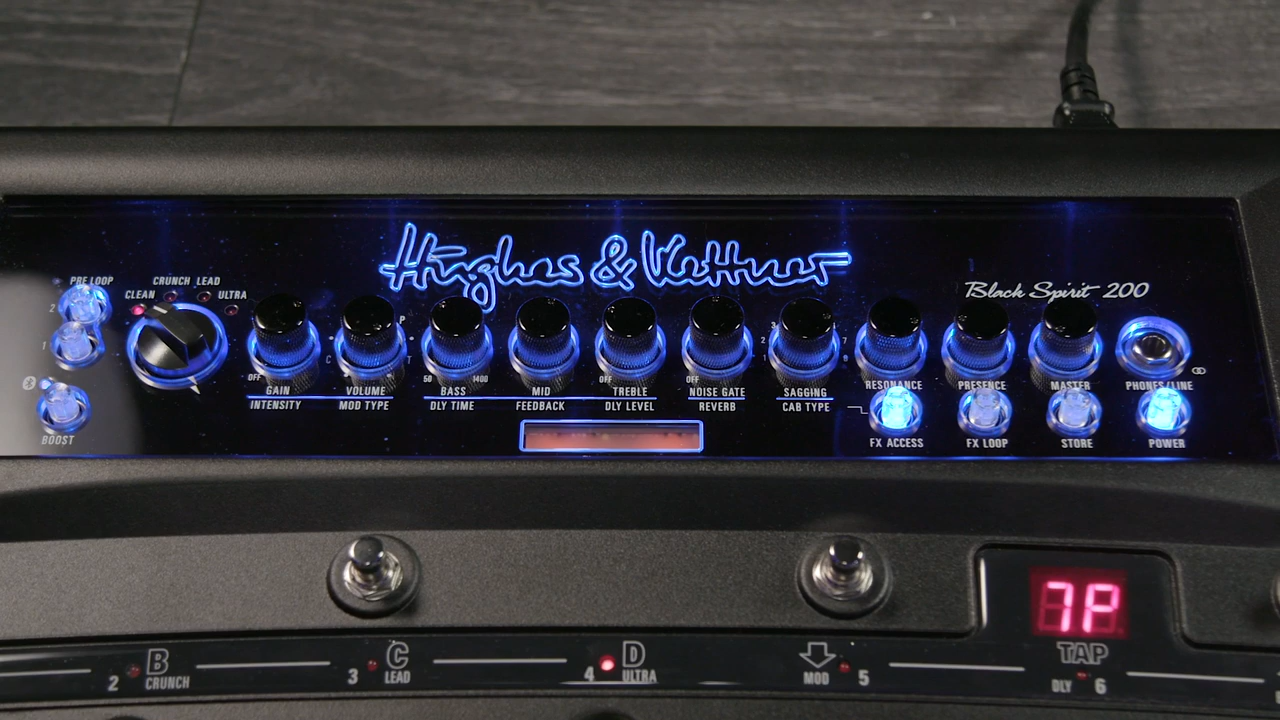 Hughes & Kettner
Black Spirit 200
PRE LOOP
2
1
BOOST
CRUNCH LEAD
CLEAN
ULTRA
OFF
GAIN
INTENSITY
VOLUME
MOD TYPE
50 1400
BASS
DLY TIME
MID
FEEDBACK
OFF
TREBLE
DLY LEVEL
OFF
NOISE GATE
REVERB
SAGGING
CAB TYPE
RESONANCE
PRESENCE
MASTER
PHONES/LINE
FX ACCESS
FX LOOP
STORE
POWER
7P
TAP
2 B CRUNCH
3 C LEAD
4 D ULTRA
MOD 5
DLY 6